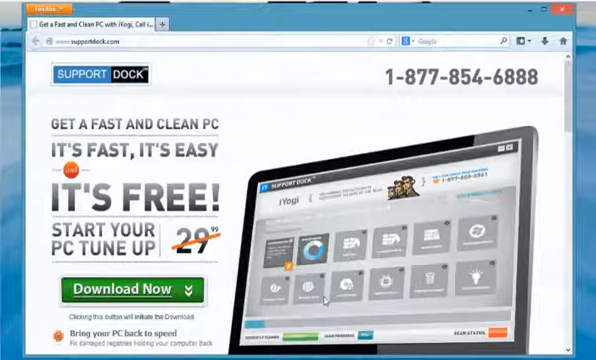 Firefox
Get a Fast and Clean PC with iYogi, Call i...
www.supportdock.com
Google
SUPPORT DOCK
1-877-854-6888
GET A FAST AND CLEAN PC
IT'S FAST, IT'S EASY
and
IT'S FREE!
START YOUR
PC TUNE UP
29.99
Download Now
Clicking this button will initiate the Download.
Bring your PC back to speed
Fix damaged registries holding your computer back
SUPPORT DOCK
iYogi
SCAN STATUS: